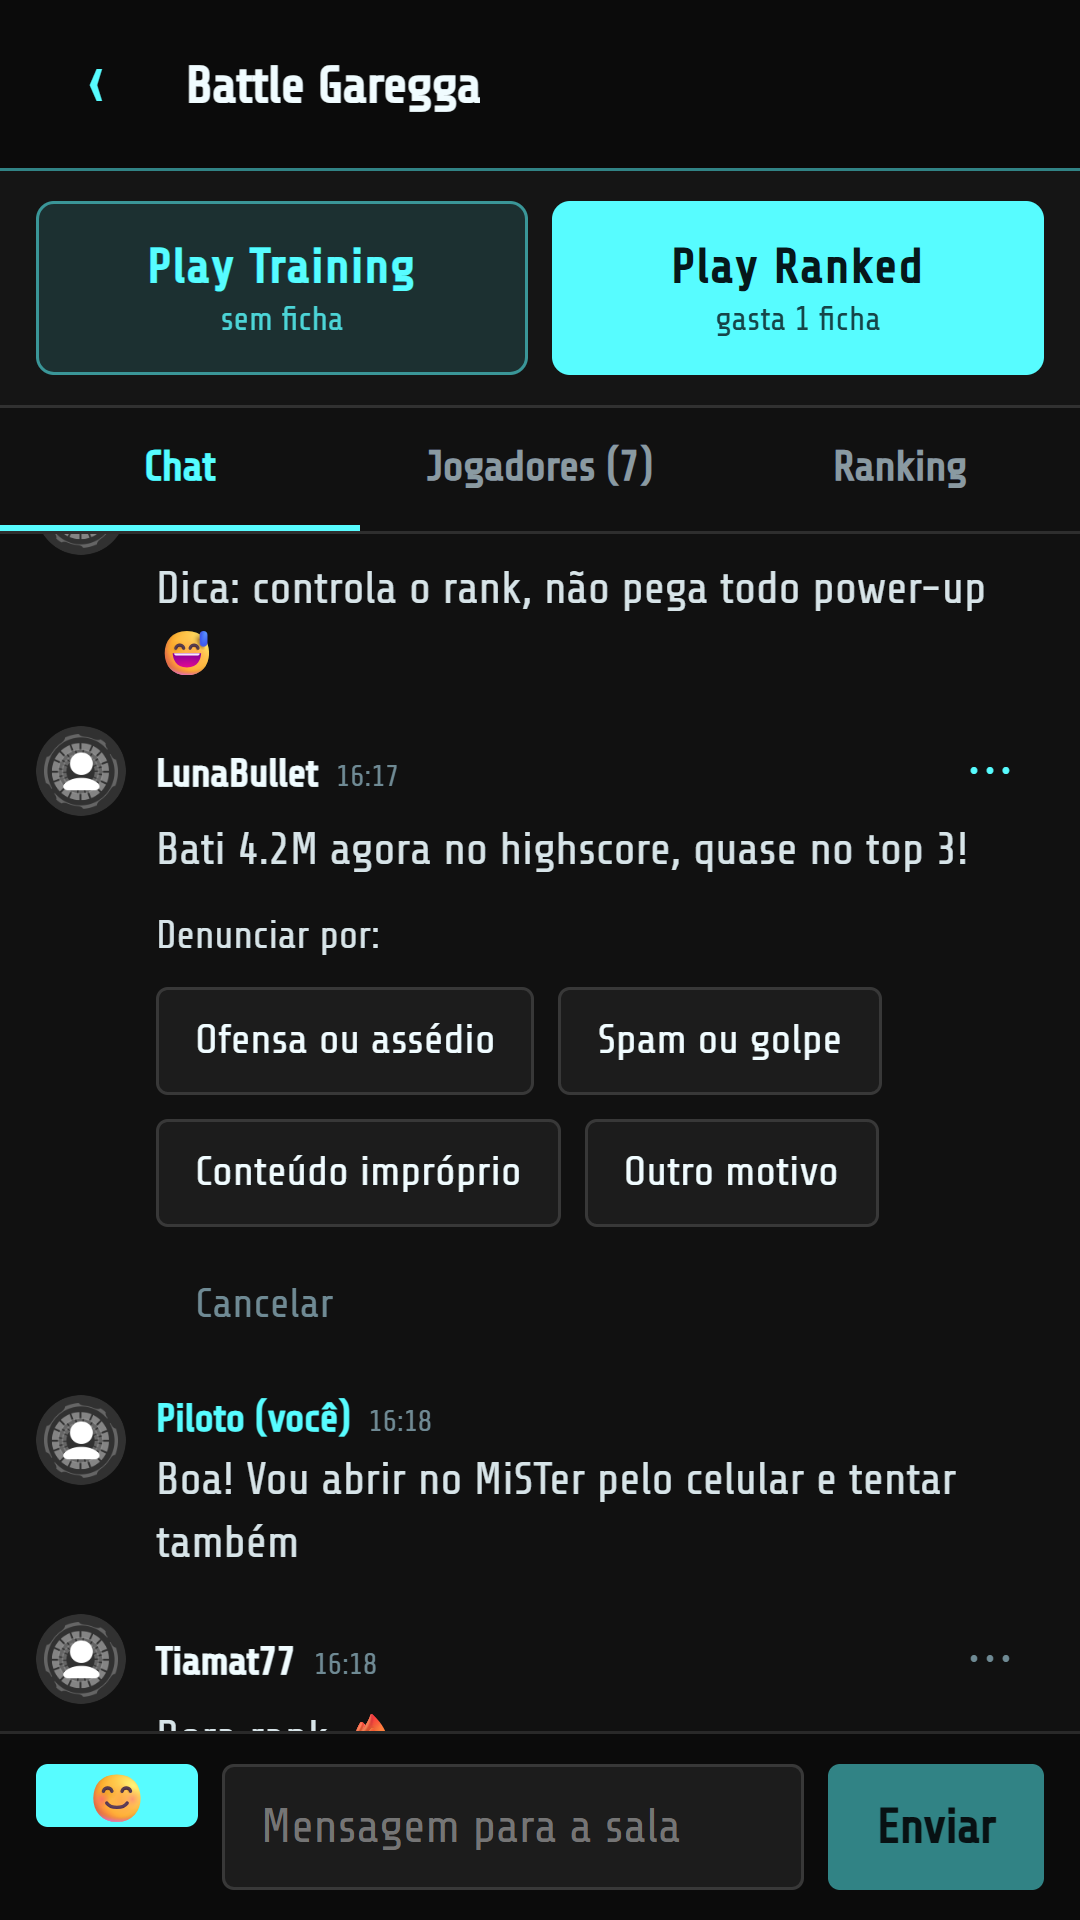 Battle Garegga
Play Training
sem ficha
Play Ranked
gasta 1 ficha
Chat
Jogadores (7)
Ranking
Dica: controla o rank, não pega todo power-up
😅
LunaBullet 16:17
Bati 4.2M agora no highscore, quase no top 3!
Denunciar por:
Ofensa ou assédio
Spam ou golpe
Conteúdo impróprio
Outro motivo
Cancelar
Piloto (você) 16:18
Boa! Vou abrir no MiSTer pelo celular e tentar
também
Tiamat77 16:18
Mensagem para a sala
Enviar